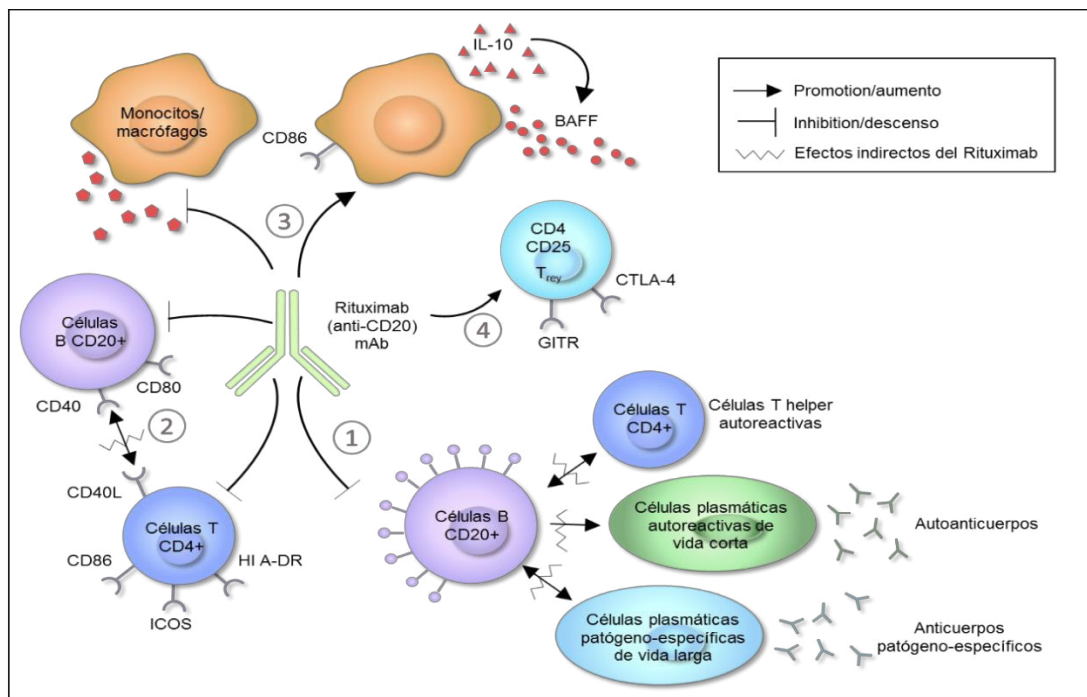 IL-10
Monocitos/
macrófagos
CD86
BAFF
Promotion/aumento
Inhibition/descenso
Efectos indirectos del Rituximab
3
CD4
CD25
Trey
CTLA-4
GITR
Rituximab
(anti-CD20)
mAb
4
Células
B CD20+
CD80
CD40
2
1
CD40L
Células T
CD4+
CD86
HI A-DR
ICOS
Células B
CD20+
Células T
CD4+
Células T helper
autoreactivas
Células plasmáticas
autoreactivas de
vida corta
Autoanticuerpos
Células plasmáticas
patógeno-específicas
de vida larga
Anticuerpos
patógeno-específicos